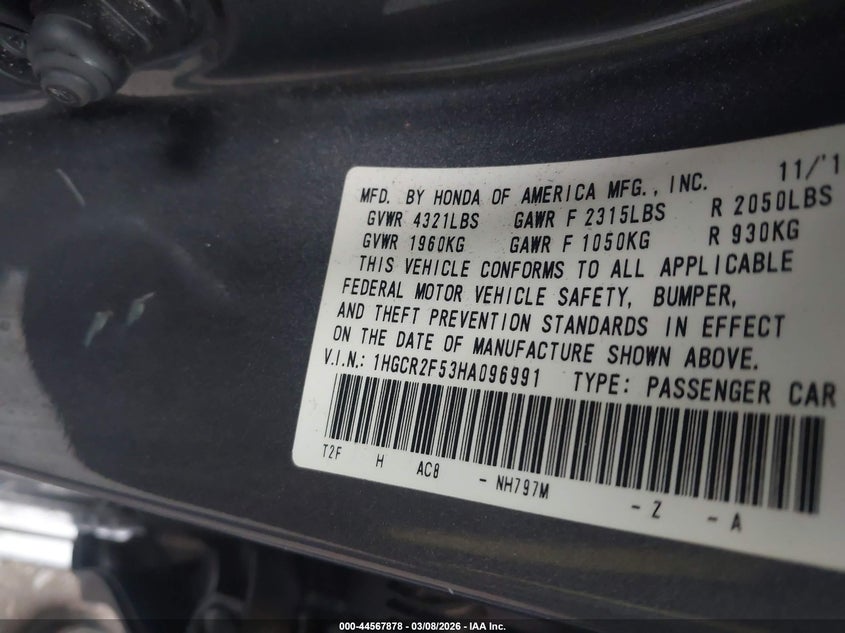 MFD. BY HONDA OF AMERICA MFG., INC. 11/'1
GVWR 4321LBS GAWR F 2315LBS R 2050LBS
GVWR 1960KG GAWR F 1050KG R 930KG
THIS VEHICLE CONFORMS TO ALL APPLICABLE
FEDERAL MOTOR VEHICLE SAFETY, BUMPER,
AND THEFT PREVENTION STANDARDS IN EFFECT
ON THE DATE OF MANUFACTURE SHOWN ABOVE.
V.I.N.: 1HGCR2F53HA096991 TYPE: PASSENGER CAR
T2F H AC8 - NH797M - Z - A
000-44567878 - 03/08/2026 - IAA Inc.